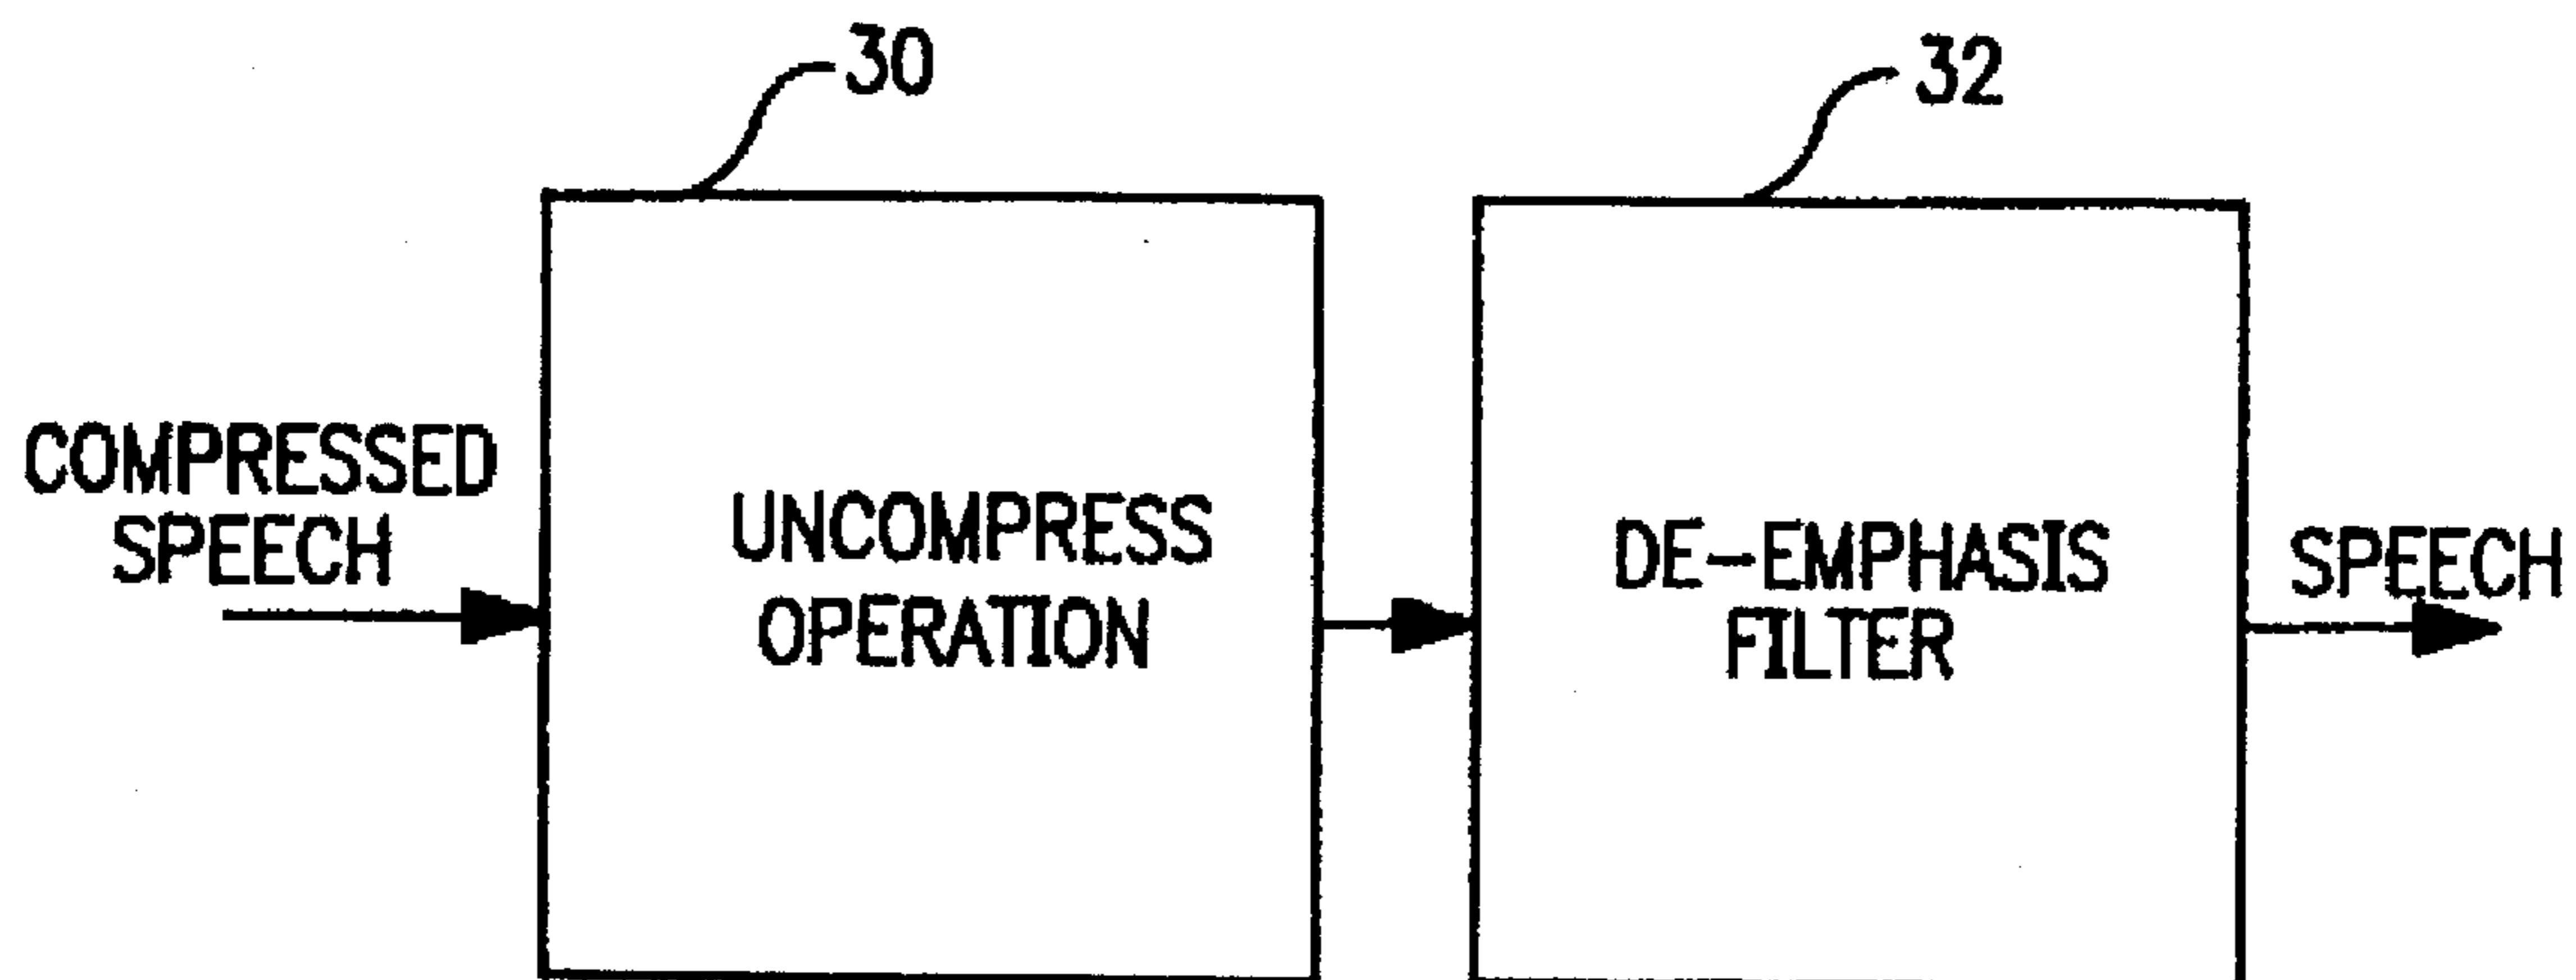 30
32
COMPRESSED
SPEECH
UNCOMPRESS
OPERATION
DE-EMPHASIS
FILTER
SPEECH